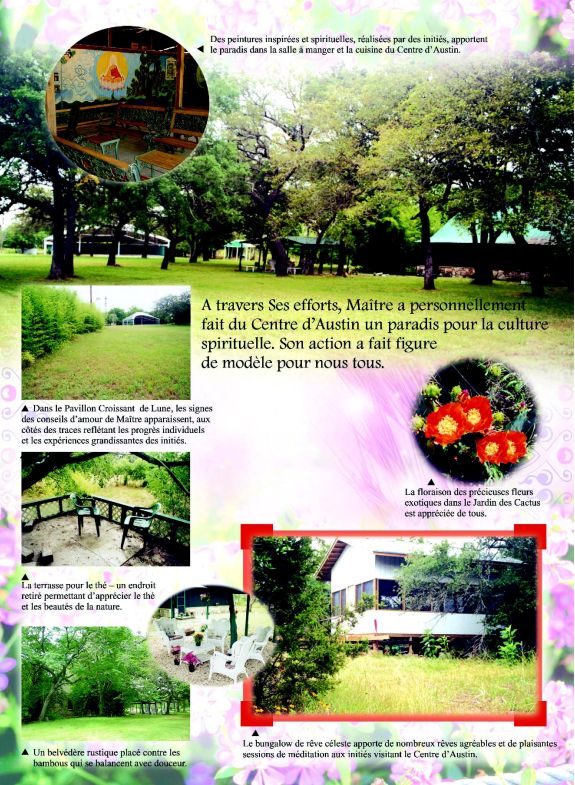 Des peintures inspirées et spirituelles, réalisées par des initiés, apportent
le paradis dans la salle à manger et la cuisine du Centre d'Austin.
A travers Ses efforts, Maître a personnellement
fait du Centre d'Austin un paradis pour la culture
spirituelle. Son action a fait figure
de modèle pour nous tous.
Dans le Pavillon Croissant de Lune, les signes
des conseils d'amour de Maître apparaissent, aux
côtés des traces reflétant les progrès individuels
et les expériences grandissantes des initiés.
La floraison des précieuses fleurs
exotiques dans le Jardin des Cactus
est appréciée de tous.
La terrasse pour le thé – un endroit
retiré permettant d'apprécier le thé
et les beautés de la nature.
Un belvédère rustique placé contre les
bambous qui se balancent avec douceur.
Le bungalow de rêve céleste apporte de nombreux rêves agréables et de plaisantes
sessions de méditation aux initiés visitant le Centre d'Austin.